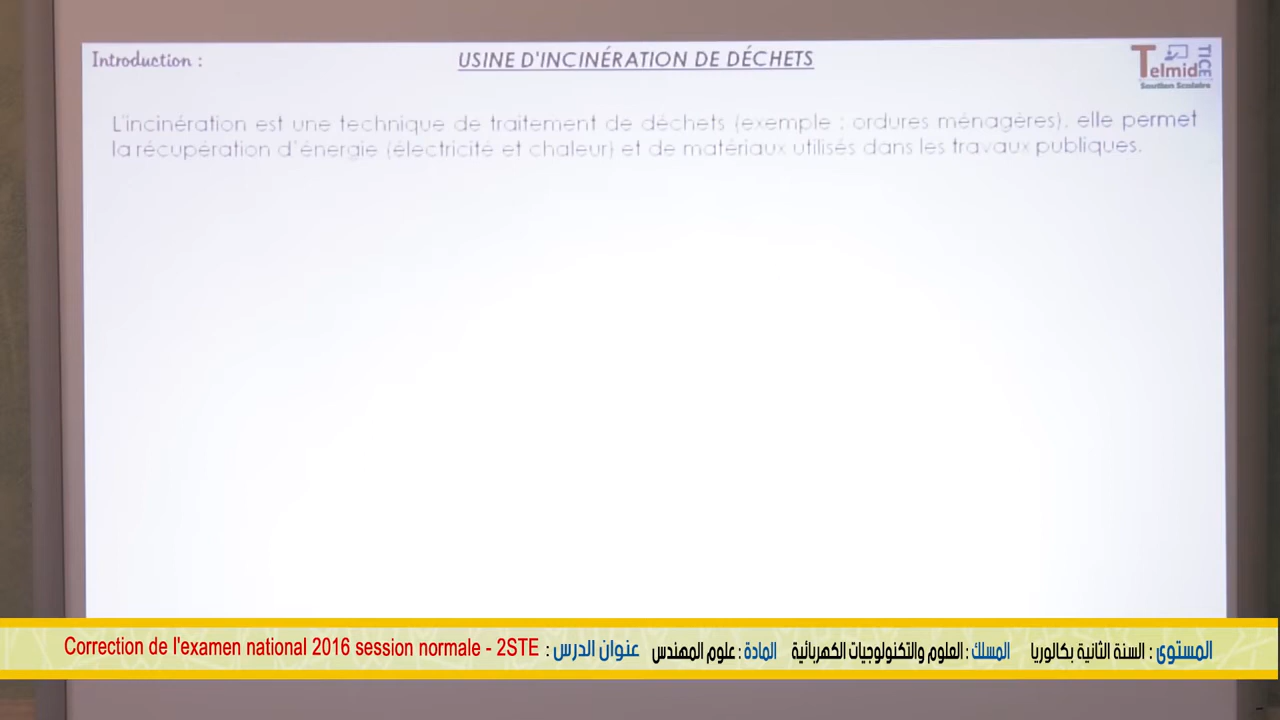 Introduction :
USINE D'INCINÉRATION DE DÉCHETS
Telmid TICE
Soutien Scolaire
L'incinération est une technique de traitement de déchets (exemple : ordures ménagères), elle permet
la récupération d'énergie (électricité et chaleur) et de matériaux utilisés dans les travaux publiques.
المستوى : السنة الثانية بكالوريا المسلك : العلوم والتكنولوجيات الكهربائية المادة : علوم المهندس عنوان الدرس : Correction de l'examen national 2016 session normale - 2STE